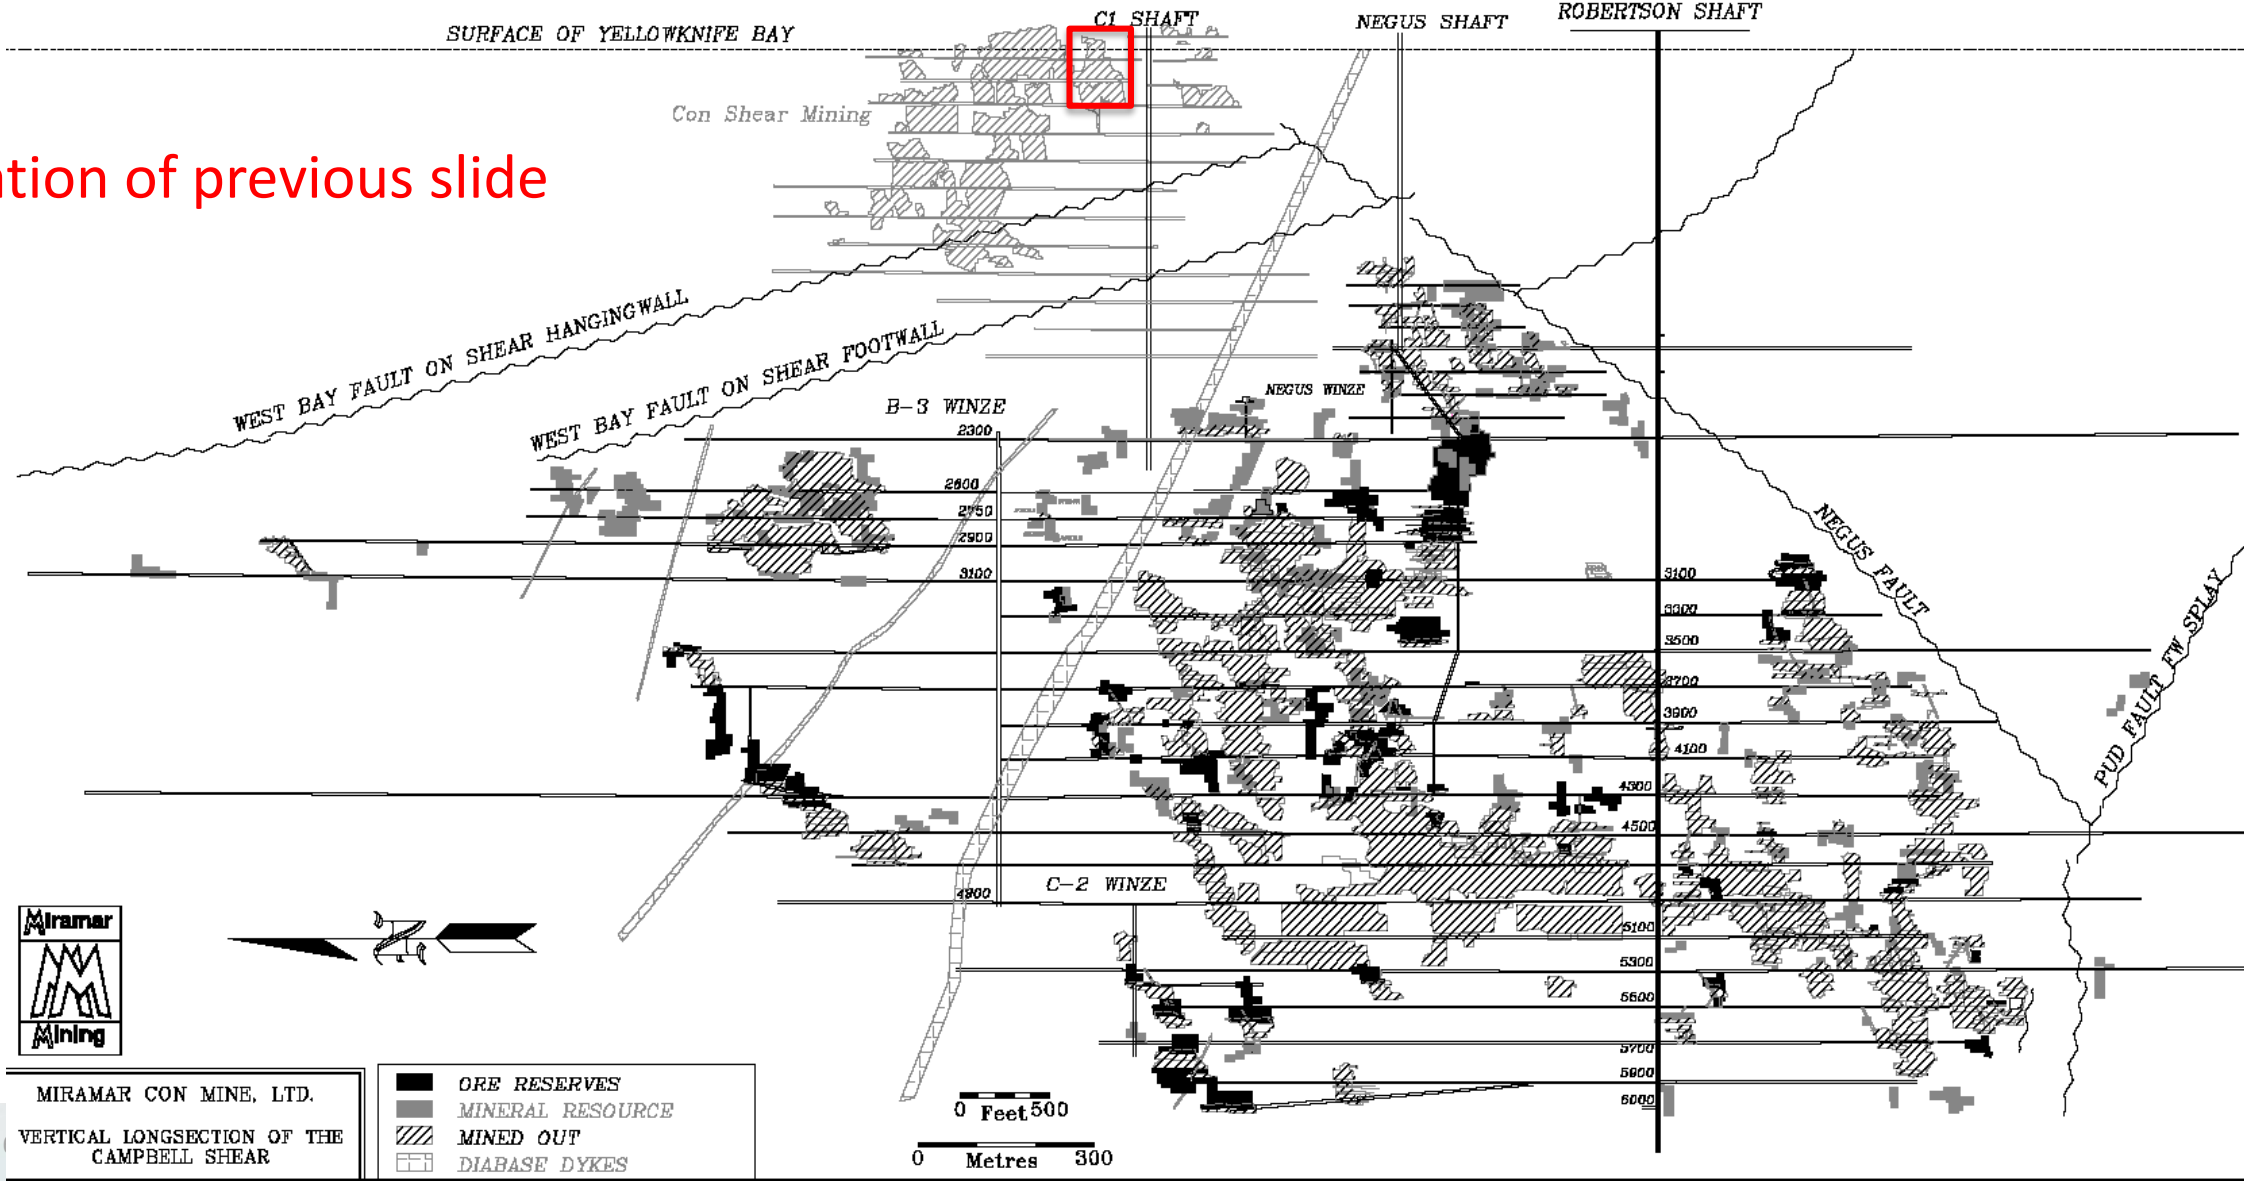 C1 SHAFT
NEGUS SHAFT
ROBERTSON SHAFT
SURFACE OF YELLOWKNIFE BAY
Con Shear Mining
ation of previous slide
WEST BAY FAULT ON SHEAR HANGINGWALL
WEST BAY FAULT ON SHEAR FOOTWALL
NEGUS WINZE
B-3 WINZE
2300
2600
2750
2900
3100
NEGUS FAULT
PUD FAULT FW SPLAY
3100
3300
3500
3700
3900
4100
4300
4500
C-2 WINZE
4900
5100
5300
5500
5700
5900
6000
Miramar
Mining
MIRAMAR CON MINE, LTD.
VERTICAL LONGSECTION OF THE
CAMPBELL SHEAR
ORE RESERVES
MINERAL RESOURCE
MINED OUT
DIABASE DYKES
0 Feet 500
0 Metres 300